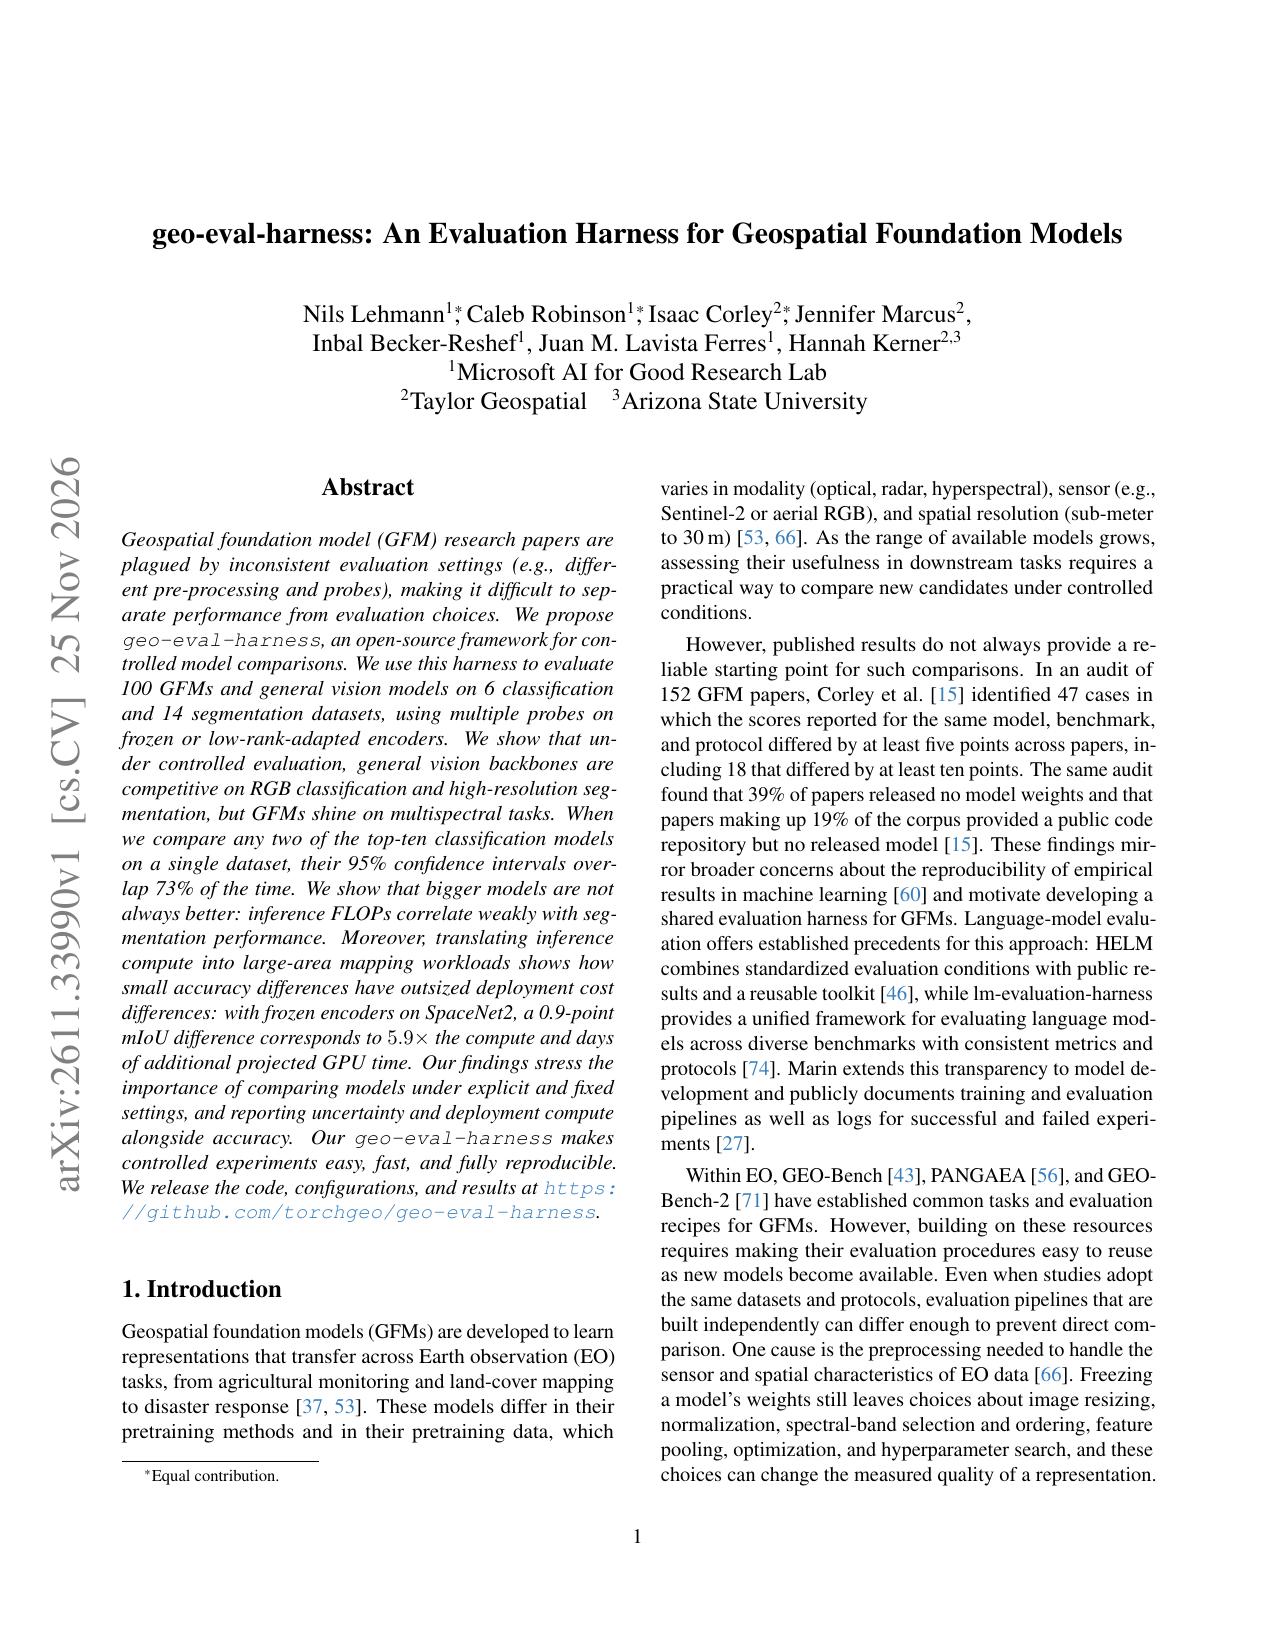 geo-eval-harness: An Evaluation Harness for Geospatial Foundation Models
Nils Lehmann1*, Caleb Robinson1*, Isaac Corley2*, Jennifer Marcus2,
Inbal Becker-Reshef1, Juan M. Lavista Ferres1, Hannah Kerner2,3
1Microsoft AI for Good Research Lab
2Taylor Geospatial 3Arizona State University
arXiv:2611.33990v1 [cs.CV] 25 Nov 2026
Abstract
Geospatial foundation model (GFM) research papers are
plagued by inconsistent evaluation settings (e.g., differ-
ent pre-processing and probes), making it difficult to sep-
arate performance from evaluation choices. We propose
geo-eval-harness, an open-source framework for con-
trolled model comparisons. We use this harness to evaluate
100 GFMs and general vision models on 6 classification
and 14 segmentation datasets, using multiple probes on
frozen or low-rank-adapted encoders. We show that un-
der controlled evaluation, general vision backbones are
competitive on RGB classification and high-resolution seg-
mentation, but GFMs shine on multispectral tasks. When
we compare any two of the top-ten classification models
on a single dataset, their 95% confidence intervals over-
lap 73% of the time. We show that bigger models are not
always better: inference FLOPs correlate weakly with seg-
mentation performance. Moreover, translating inference
compute into large-area mapping workloads shows how
small accuracy differences have outsized deployment cost
differences: with frozen encoders on SpaceNet2, a 0.9-point
mIoU difference corresponds to 5.9× the compute and days
of additional projected GPU time. Our findings stress the
importance of comparing models under explicit and fixed
settings, and reporting uncertainty and deployment compute
alongside accuracy. Our geo-eval-harness makes
controlled experiments easy, fast, and fully reproducible.
We release the code, configurations, and results at https:
//github.com/torchgeo/geo-eval-harness.
1. Introduction
Geospatial foundation models (GFMs) are developed to learn
representations that transfer across Earth observation (EO)
tasks, from agricultural monitoring and land-cover mapping
to disaster response [37, 53]. These models differ in their
pretraining methods and in their pretraining data, which
*Equal contribution.
varies in modality (optical, radar, hyperspectral), sensor (e.g.,
Sentinel-2 or aerial RGB), and spatial resolution (sub-meter
to 30 m) [53, 66]. As the range of available models grows,
assessing their usefulness in downstream tasks requires a
practical way to compare new candidates under controlled
conditions.
However, published results do not always provide a re-
liable starting point for such comparisons. In an audit of
152 GFM papers, Corley et al. [15] identified 47 cases in
which the scores reported for the same model, benchmark,
and protocol differed by at least five points across papers, in-
cluding 18 that differed by at least ten points. The same audit
found that 39% of papers released no model weights and that
papers making up 19% of the corpus provided a public code
repository but no released model [15]. These findings mir-
ror broader concerns about the reproducibility of empirical
results in machine learning [60] and motivate developing a
shared evaluation harness for GFMs. Language-model evalu-
ation offers established precedents for this approach: HELM
combines standardized evaluation conditions with public re-
sults and a reusable toolkit [46], while lm-evaluation-harness
provides a unified framework for evaluating language mod-
els across diverse benchmarks with consistent metrics and
protocols [74]. Marin extends this transparency to model de-
velopment and publicly documents training and evaluation
pipelines as well as logs for successful and failed experi-
ments [27].
Within EO, GEO-Bench [43], PANGAEA [56], and GEO-
Bench-2 [71] have established common tasks and evaluation
recipes for GFMs. However, building on these resources
requires making their evaluation procedures easy to reuse
as new models become available. Even when studies adopt
the same datasets and protocols, evaluation pipelines that are
built independently can differ enough to prevent direct com-
parison. One cause is the preprocessing needed to handle the
sensor and spatial characteristics of EO data [66]. Freezing
a model's weights still leaves choices about image resizing,
normalization, spectral-band selection and ordering, feature
pooling, optimization, and hyperparameter search, and these
choices can change the measured quality of a representation.
1